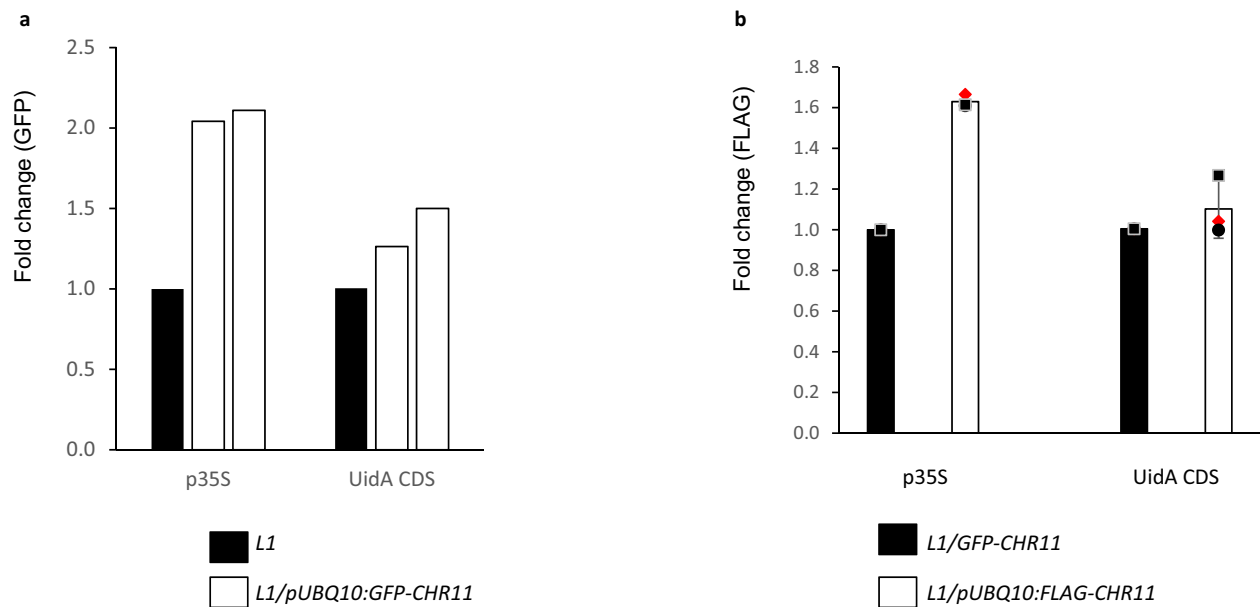 a
Fold change (GFP)
2.5
2.0
1.5
1.0
0.5
0.0
p35S
UidA CDS
L1
L1/pUBQ10:GFP-CHR11
b
Fold change (FLAG)
1.8
1.6
1.4
1.2
1.0
0.8
0.6
0.4
0.2
0.0
p35S
UidA CDS
L1/GFP-CHR11
L1/pUBQ10:FLAG-CHR11